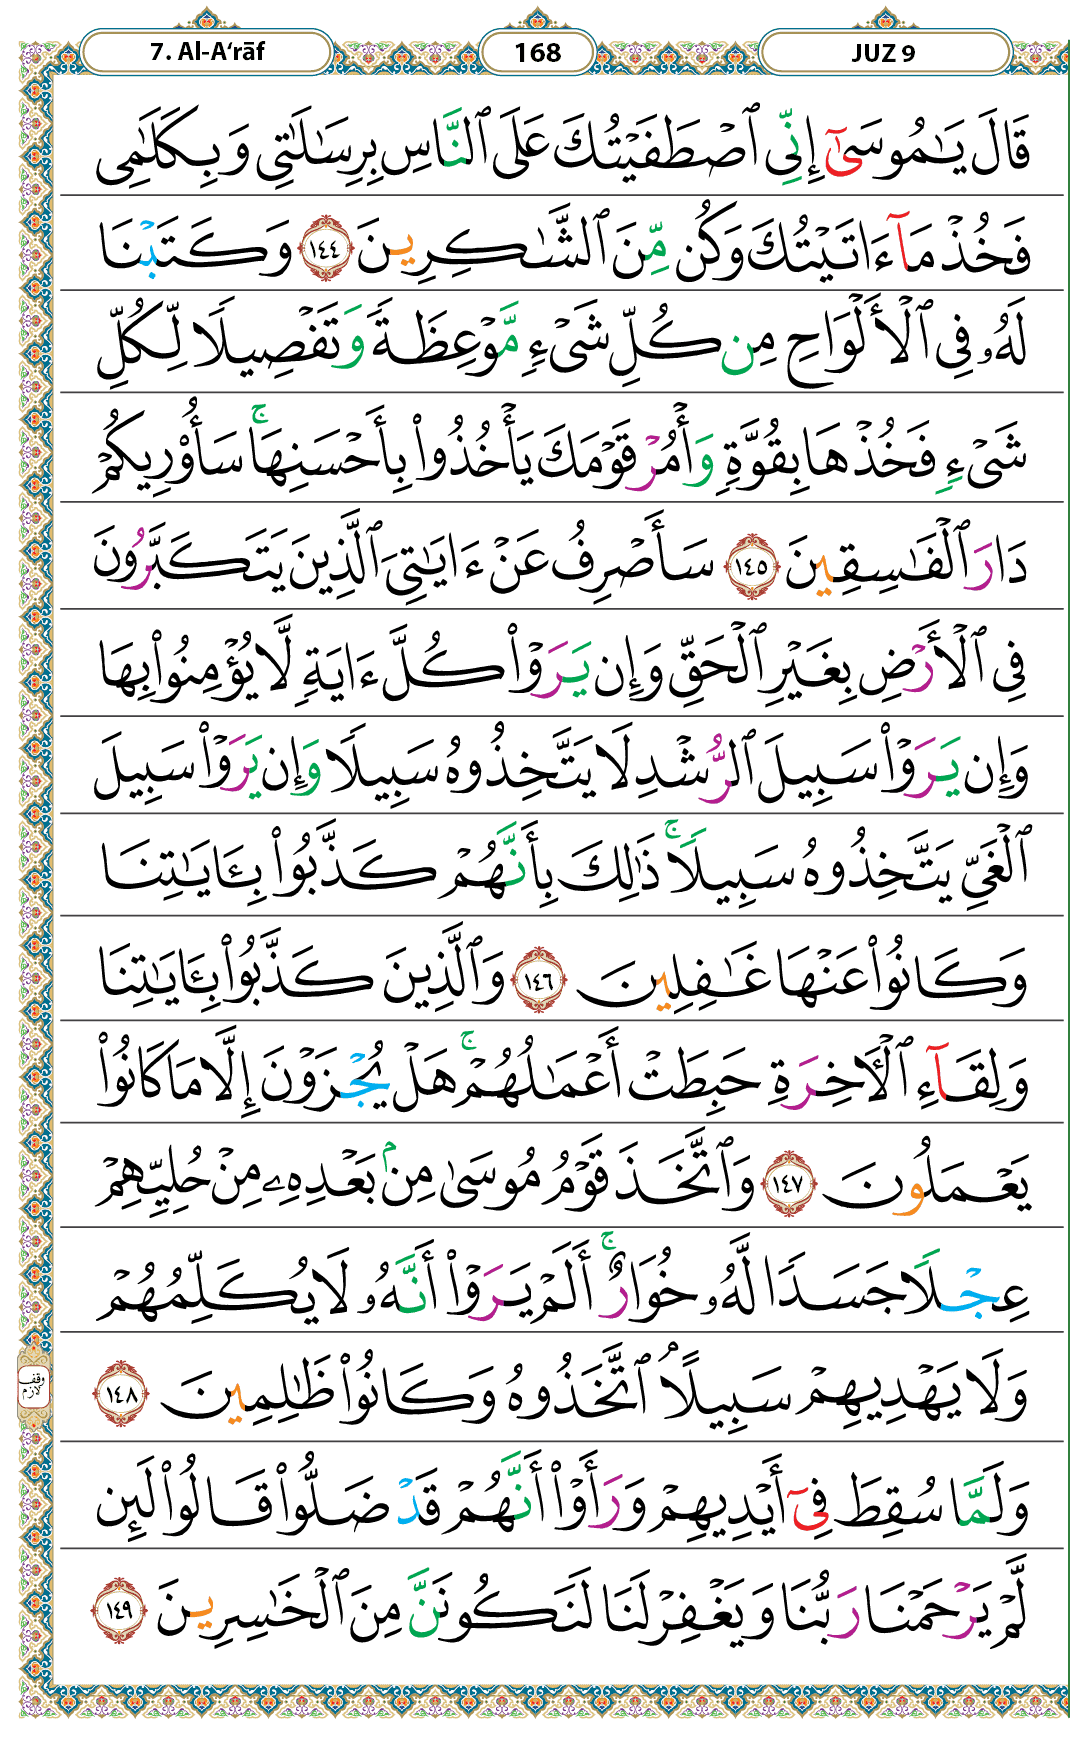 7. Al-A‘rāf 168 JUZ 9
قَالَ يَـٰمُوسَىٰٓ إِنِّى ٱصْطَفَيْتُكَ عَلَى ٱلنَّاسِ بِرِسَـٰلَـٰتِى وَبِكَلَـٰمِى
فَخُذْ مَآ ءَاتَيْتُكَ وَكُن مِّنَ ٱلشَّـٰكِرِينَ ١٤٤ وَكَتَبْنَا
لَهُۥ فِى ٱلْأَلْوَاحِ مِن كُلِّ شَىْءٍ مَّوْعِظَةً وَتَفْصِيلًا لِّكُلِّ
شَىْءٍ فَخُذْهَا بِقُوَّةٍ وَأْمُرْ قَوْمَكَ يَأْخُذُوا۟ بِأَحْسَنِهَا ۚ سَأُو۟رِيكُمْ
دَارَ ٱلْفَـٰسِقِينَ ١٤٥ سَأَصْرِفُ عَنْ ءَايَـٰتِىَ ٱلَّذِينَ يَتَكَبَّرُونَ
فِى ٱلْأَرْضِ بِغَيْرِ ٱلْحَقِّ وَإِن يَرَوْا۟ كُلَّ ءَايَةٍ لَّا يُؤْمِنُوا۟ بِهَا
وَإِن يَرَوْا۟ سَبِيلَ ٱلرُّشْدِ لَا يَتَّخِذُوهُ سَبِيلًا وَإِن يَرَوْا۟ سَبِيلَ
ٱلْغَىِّ يَتَّخِذُوهُ سَبِيلًا ۚ ذَٰلِكَ بِأَنَّهُمْ كَذَّبُوا۟ بِـَٔايَـٰتِنَا
وَكَانُوا۟ عَنْهَا غَـٰفِلِينَ ١٤٦ وَٱلَّذِينَ كَذَّبُوا۟ بِـَٔايَـٰتِنَا
وَلِقَآءِ ٱلْـَٔاخِرَةِ حَبِطَتْ أَعْمَـٰلُهُمْ ۚ هَلْ يُجْزَوْنَ إِلَّا مَا كَانُوا۟
يَعْمَلُونَ ١٤٧ وَٱتَّخَذَ قَوْمُ مُوسَىٰ مِنۢ بَعْدِهِۦ مِنْ حُلِيِّهِمْ
عِجْلًا جَسَدًا لَّهُۥ خُوَارٌ ۚ أَلَمْ يَرَوْا۟ أَنَّهُۥ لَا يُكَلِّمُهُمْ
وَلَا يَهْدِيهِمْ سَبِيلًا ۘ ٱتَّخَذُوهُ وَكَانُوا۟ ظَـٰلِمِينَ ١٤٨
وقف لازم
وَلَمَّا سُقِطَ فِىٓ أَيْدِيهِمْ وَرَأَوْا۟ أَنَّهُمْ قَدْ ضَلُّوا۟ قَالُوا۟ لَئِن
لَّمْ يَرْحَمْنَا رَبُّنَا وَيَغْفِرْ لَنَا لَنَكُونَنَّ مِنَ ٱلْخَـٰسِرِينَ ١٤٩